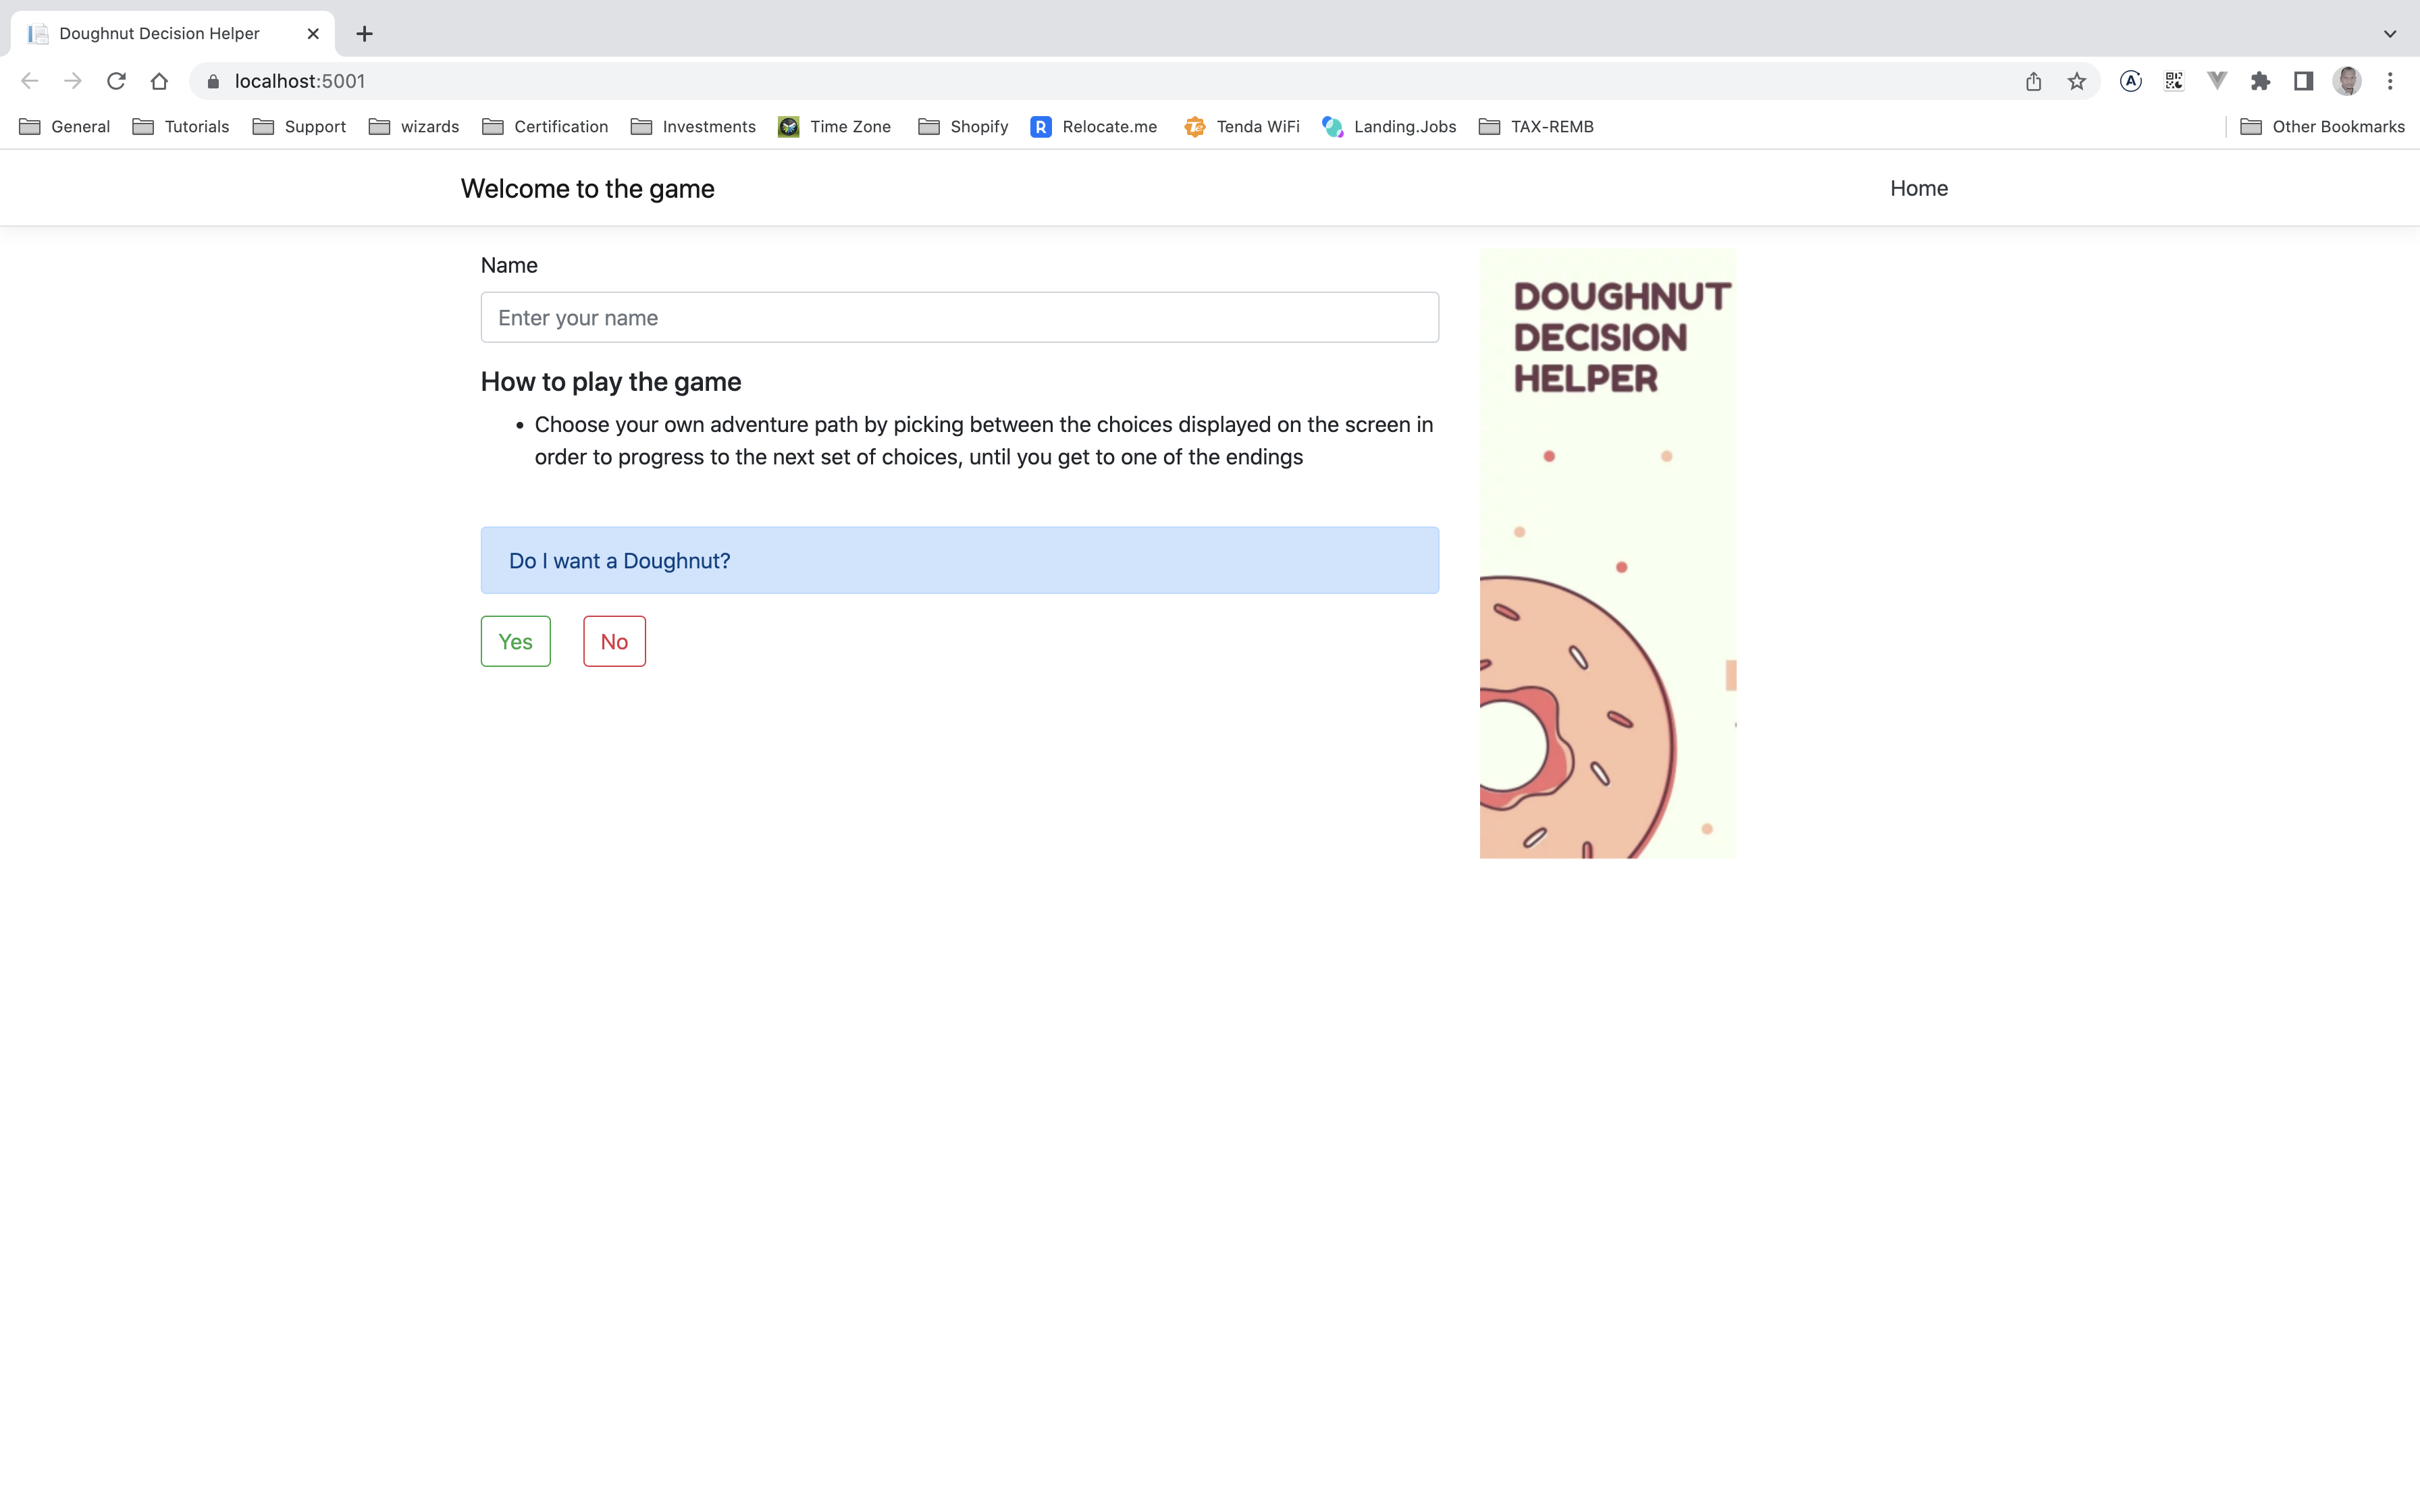 Doughnut Decision Helper
localhost:5001
General Tutorials Support wizards Certification Investments Time Zone Shopify R Relocate.me Tenda WiFi Landing.Jobs TAX-REMB Other Bookmarks
Welcome to the game Home
Name
Enter your name
How to play the game
• Choose your own adventure path by picking between the choices displayed on the screen in
order to progress to the next set of choices, until you get to one of the endings
Do I want a Doughnut?
Yes No
DOUGHNUT
DECISION
HELPER